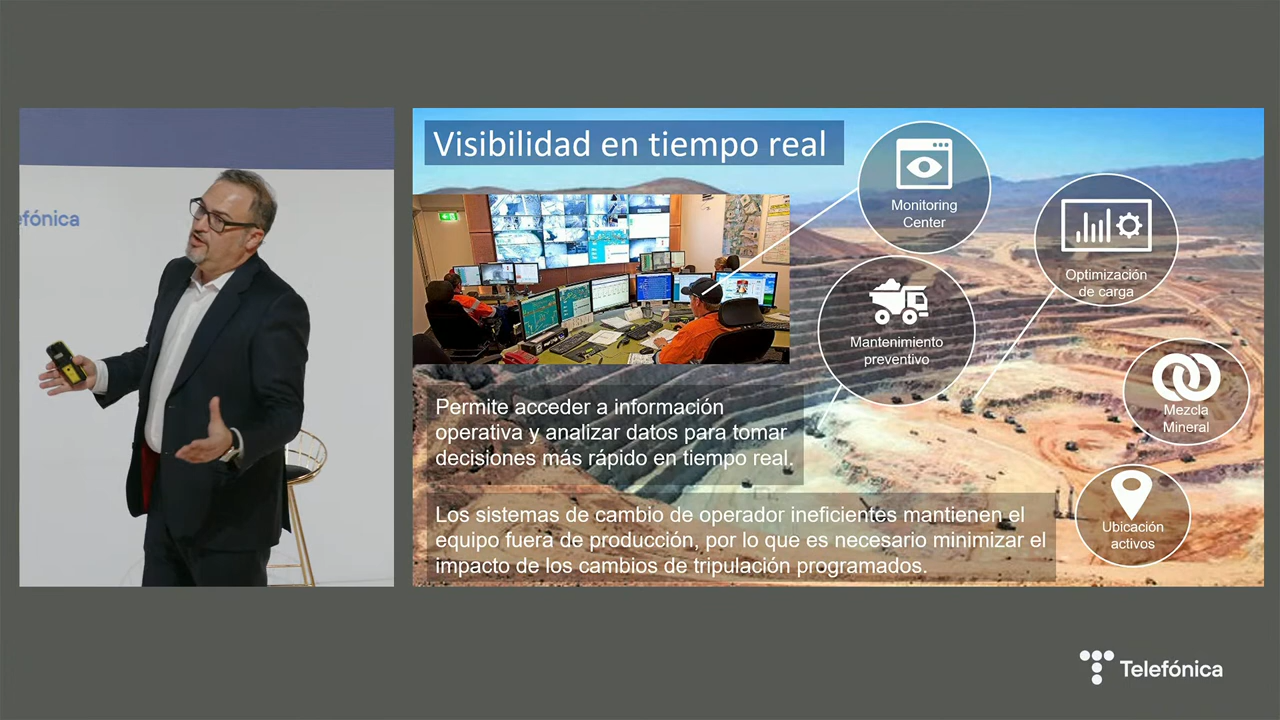 efónica
Visibilidad en tiempo real
Monitoring
Center
Optimización
de carga
Mantenimiento
preventivo
Mezcla
Mineral
Permite acceder a información
operativa y analizar datos para tomar
decisiones más rápido en tiempo real.
Los sistemas de cambio de operador ineficientes mantienen el
equipo fuera de producción, por lo que es necesario minimizar el
impacto de los cambios de tripulación programados.
Ubicación
activos
Telefónica